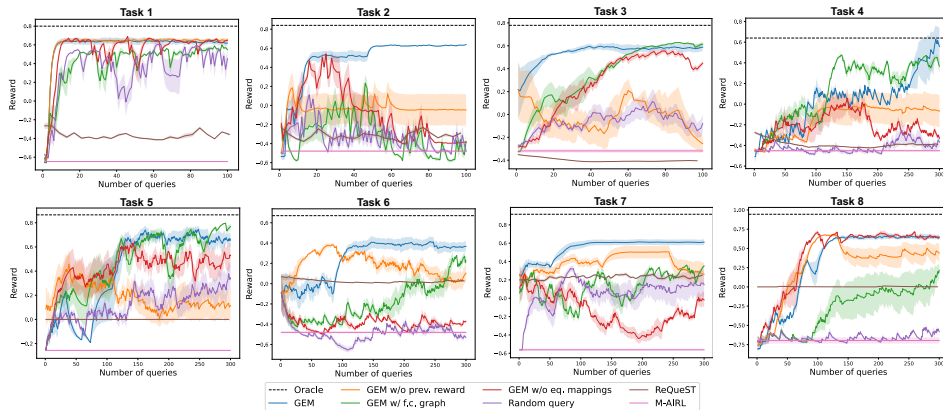 Task 1
Task 2
Task 3
Task 4
Reward
0.8
0.6
0.4
0.2
0.0
−0.2
−0.4
−0.6
0 20 40 60 80 100
Number of queries
Reward
0.8
0.6
0.4
0.2
0.0
−0.2
−0.4
−0.6
0 20 40 60 80 100
Number of queries
Reward
0.8
0.6
0.4
0.2
0.0
−0.2
−0.4
0 20 40 60 80 100
Number of queries
Reward
0.6
0.4
0.2
0.0
−0.2
−0.4
−0.6
0 50 100 150 200 250 300
Number of queries
Task 5
Task 6
Task 7
Task 8
Reward
0.8
0.6
0.4
0.2
0.0
−0.2
0 50 100 150 200 250 300
Number of queries
Reward
0.6
0.4
0.2
0.0
−0.2
−0.4
−0.6
0 50 100 150 200 250 300
Number of queries
Reward
0.8
0.6
0.4
0.2
0.0
−0.2
−0.4
−0.6
0 50 100 150 200 250 300
Number of queries
Reward
1.00
0.75
0.50
0.25
0.00
−0.25
−0.50
−0.75
0 50 100 150 200 250 300
Number of queries
Oracle
GEM
GEM w/o prev. reward
GEM w/ f.c. graph
GEM w/o eq. mappings
Random query
ReQueST
M-AIRL